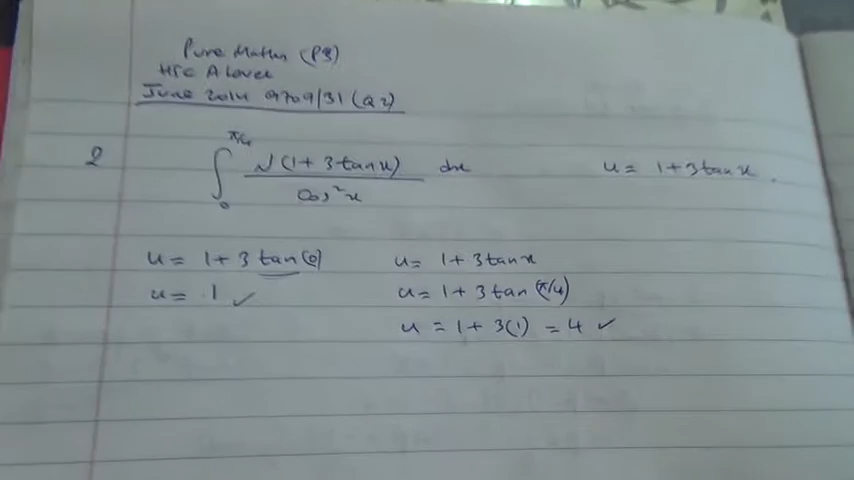 Pure Maths (P3)
HSC A Level
June 2014 9709/31 (Q2)
2 ∫₀^π/4 √(1+3tanx) / cos²x dx u = 1+3tanx.
u = 1+3 tan(0) u = 1+3tanx
u = 1 ✓ u = 1+3 tan(π/4)
u = 1+3(1) = 4 ✓